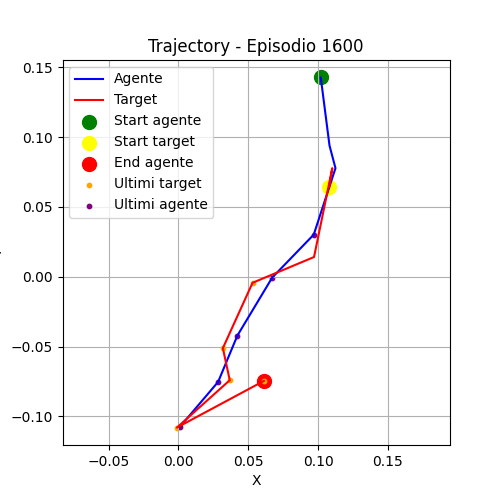 Trajectory - Episodio 1600
Agente
Target
Start agente
Start target
End agente
Ultimi target
Ultimi agente
0.15
0.10
0.05
0.00
−0.05
−0.10
−0.05
0.00
0.05
0.10
0.15
X